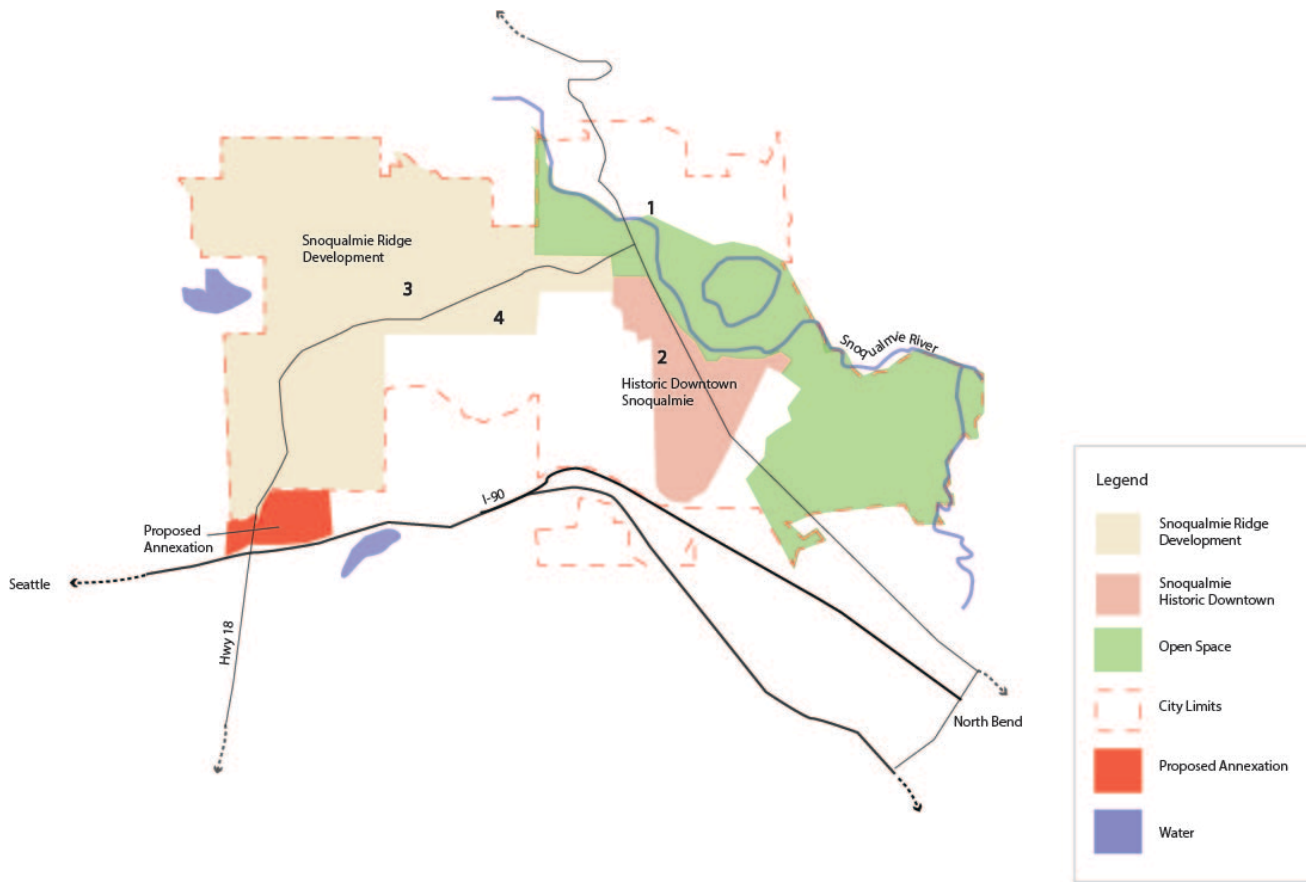 1
Snoqualmie Ridge
Development
3
4
Snoqualmie River
2
Historic Downtown
Snoqualmie
I-90
Proposed
Annexation
Seattle
Hwy 18
North Bend
Legend
Snoqualmie Ridge
Development
Snoqualmie
Historic Downtown
Open Space
City Limits
Proposed Annexation
Water